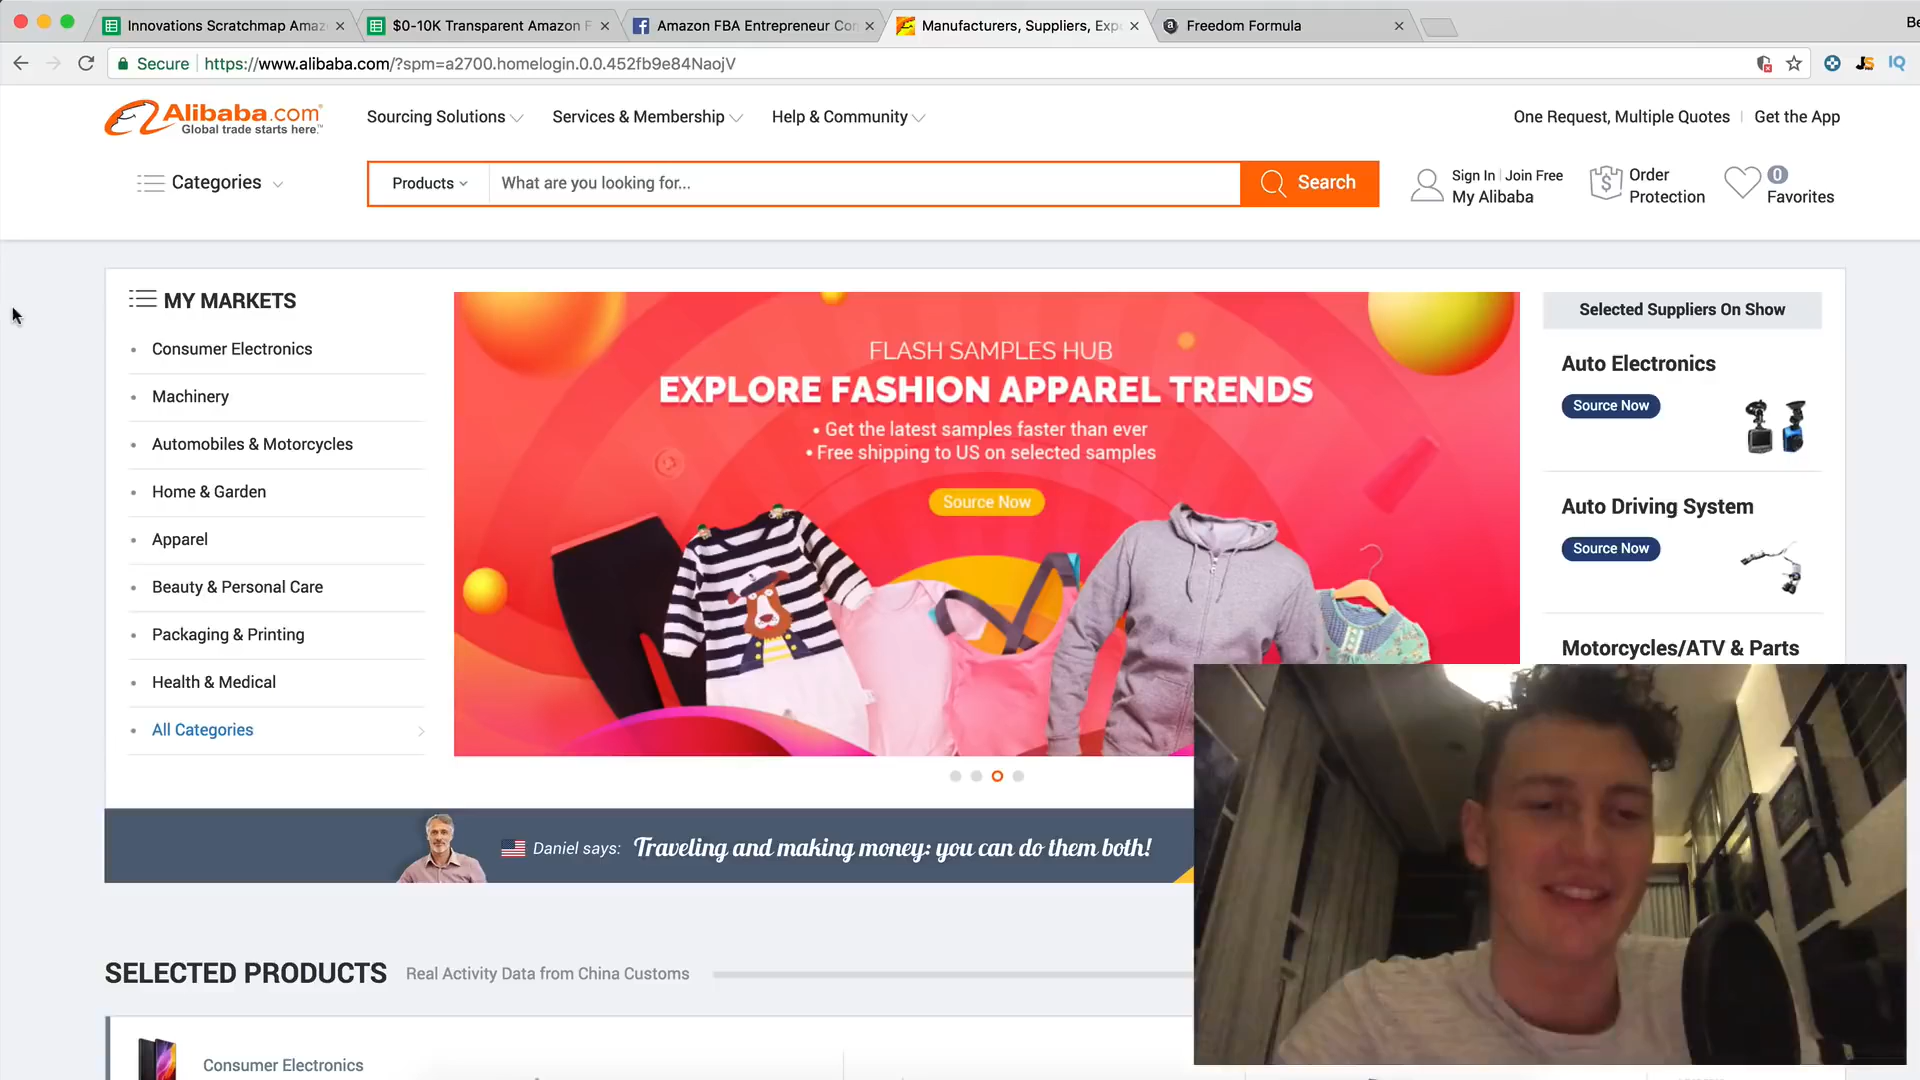 Innovations Scratchmap Amaz
$0-10K Transparent Amazon F
Amazon FBA Entrepreneur Con
Manufacturers, Suppliers, Exp
Freedom Formula
Be
Secure
https://www.alibaba.com/?spm=a2700.homelogin.0.0.452fb9e84NaojV
JS
IQ
Alibaba.com
Global trade starts here.™
Sourcing Solutions
Services & Membership
Help & Community
One Request, Multiple Quotes
Get the App
Categories
Products
What are you looking for...
Search
Sign In | Join Free
My Alibaba
Order
Protection
0
Favorites
MY MARKETS
Consumer Electronics
Machinery
Automobiles & Motorcycles
Home & Garden
Apparel
Beauty & Personal Care
Packaging & Printing
Health & Medical
All Categories
FLASH SAMPLES HUB
EXPLORE FASHION APPAREL TRENDS
• Get the latest samples faster than ever
• Free shipping to US on selected samples
Source Now
Selected Suppliers On Show
Auto Electronics
Source Now
Auto Driving System
Source Now
Motorcycles/ATV & Parts
Daniel says: Traveling and making money: you can do them both!
SELECTED PRODUCTS
Real Activity Data from China Customs
Consumer Electronics